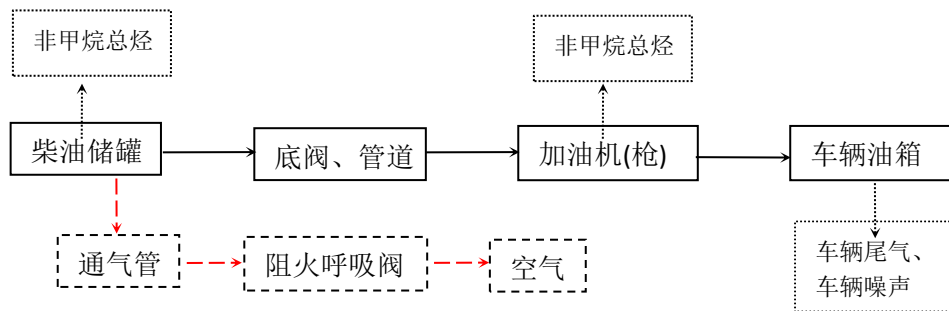 非甲烷总烃
非甲烷总烃
柴油储罐
底阀、管道
加油机(枪)
车辆油箱
通气管
阻火呼吸阀
空气
车辆尾气、
车辆噪声